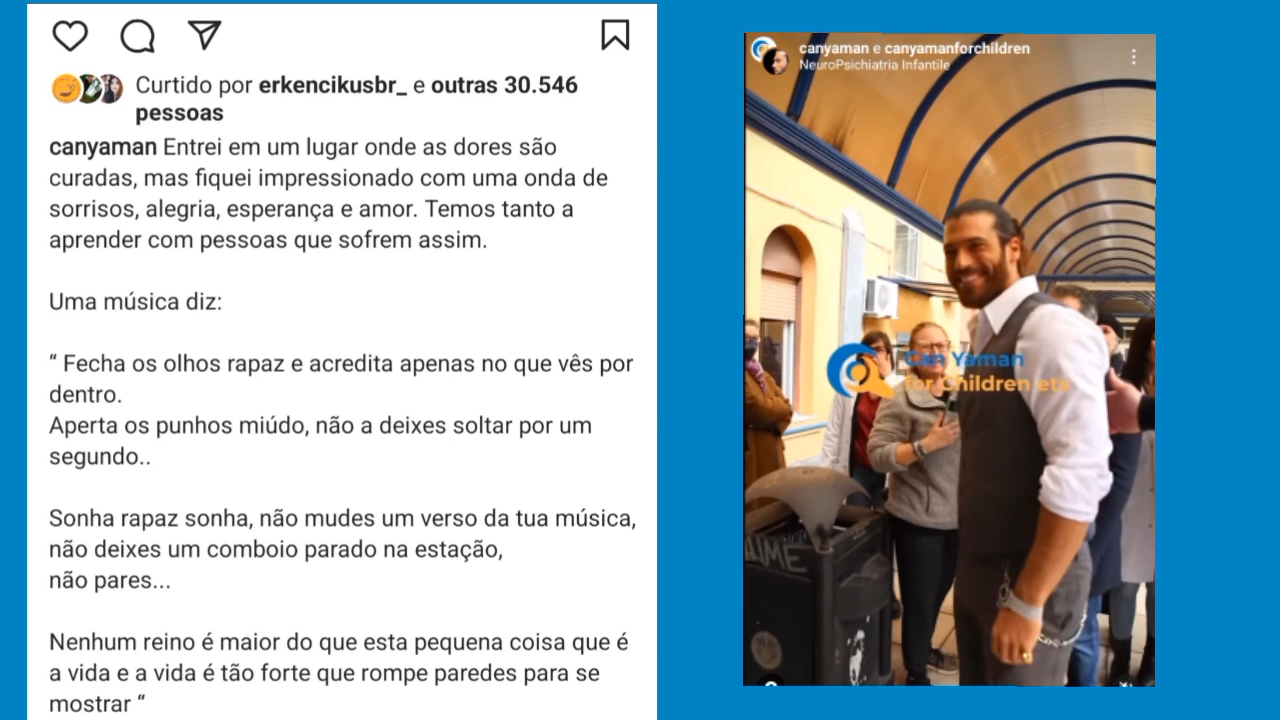 Curtido por erkencikusbr_ e outras 30.546
pessoas
canyaman Entrei em um lugar onde as dores são
curadas, mas fiquei impressionado com uma onda de
sorrisos, alegria, esperança e amor. Temos tanto a
aprender com pessoas que sofrem assim.
Uma música diz:
“ Fecha os olhos rapaz e acredita apenas no que vês por
dentro.
Aperta os punhos miúdo, não a deixes soltar por um
segundo..
Sonha rapaz sonha, não mudes um verso da tua música,
não deixes um comboio parado na estação,
não pares...
Nenhum reino é maior do que esta pequena coisa que é
a vida e a vida é tão forte que rompe paredes para se
mostrar “
canyaman e canyamanforchildren
NeuroPsichiatria Infantile
Can Yaman
for Children ets